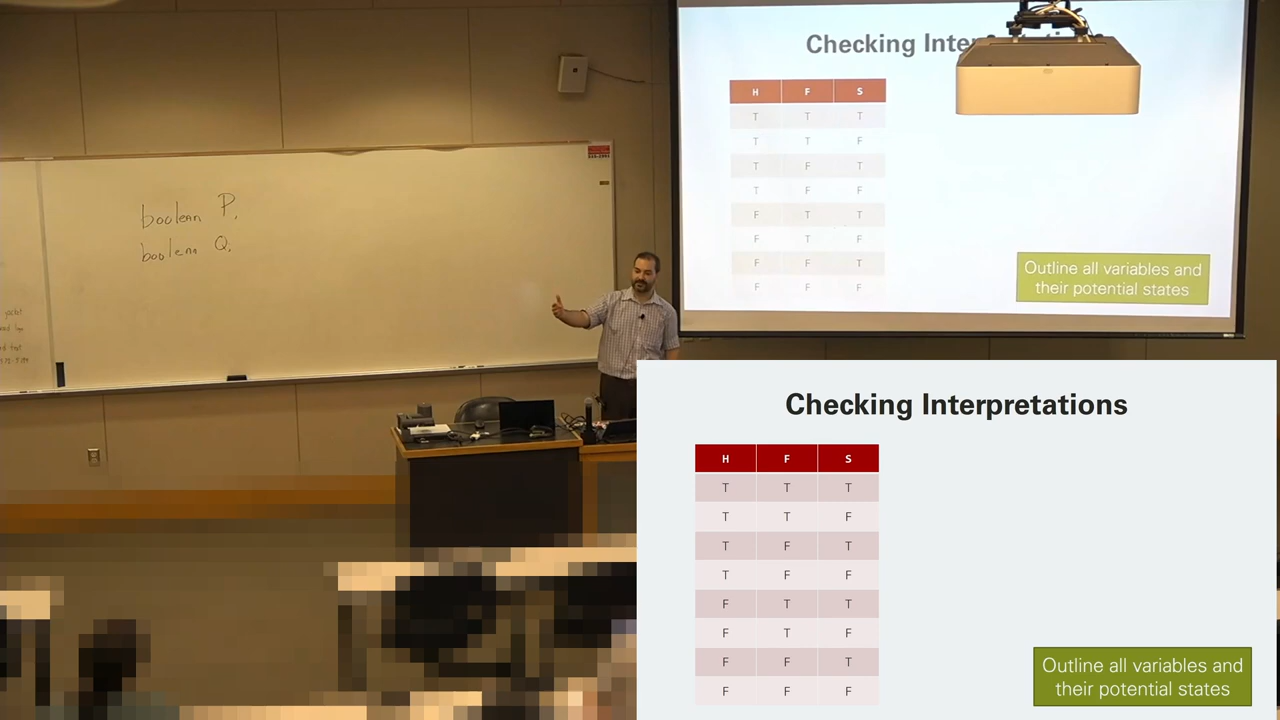 boolean P,
boolean Q,
Checking Inte
H F S
T T T
T T F
T F T
T F F
F T T
F T F
F F T
F F F
Outline all variables and
their potential states
Checking Interpretations
H F S
T T T
T T F
T F T
T F F
F T T
F T F
F F T
F F F
Outline all variables and
their potential states